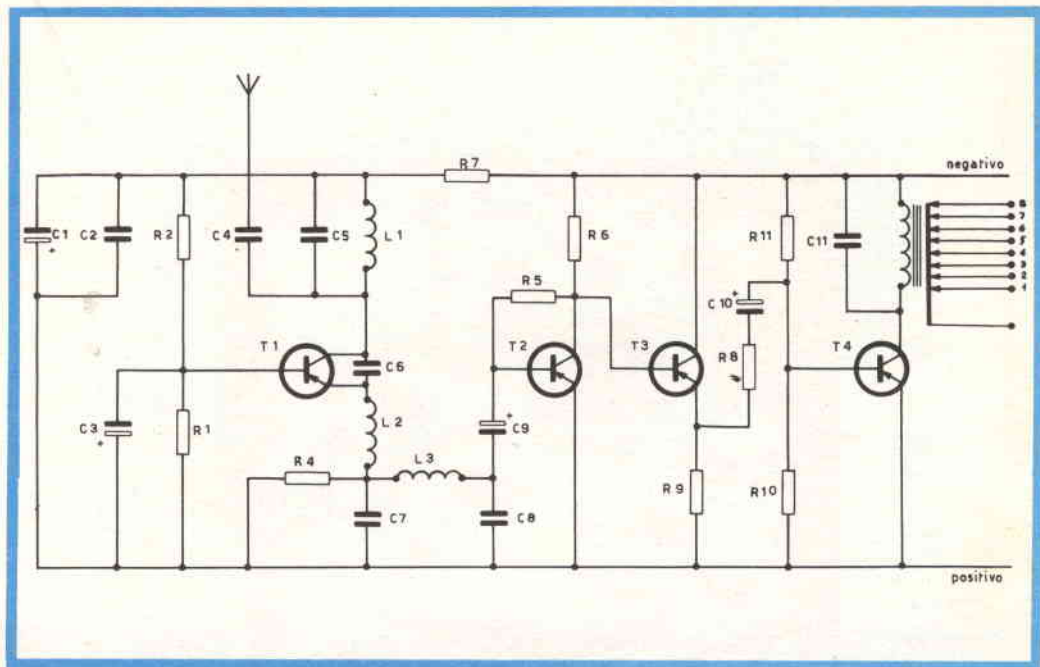 R7
negativo
C1
+
C2
R2
C4
C5
L1
R6
R11
C11
8
7
6
5
4
3
2
1
R5
C10
+
T1
C6
T2
T3
R8
T4
C3
+
R1
L2
+
C9
R4
L3
R9
R10
C7
C8
positivo